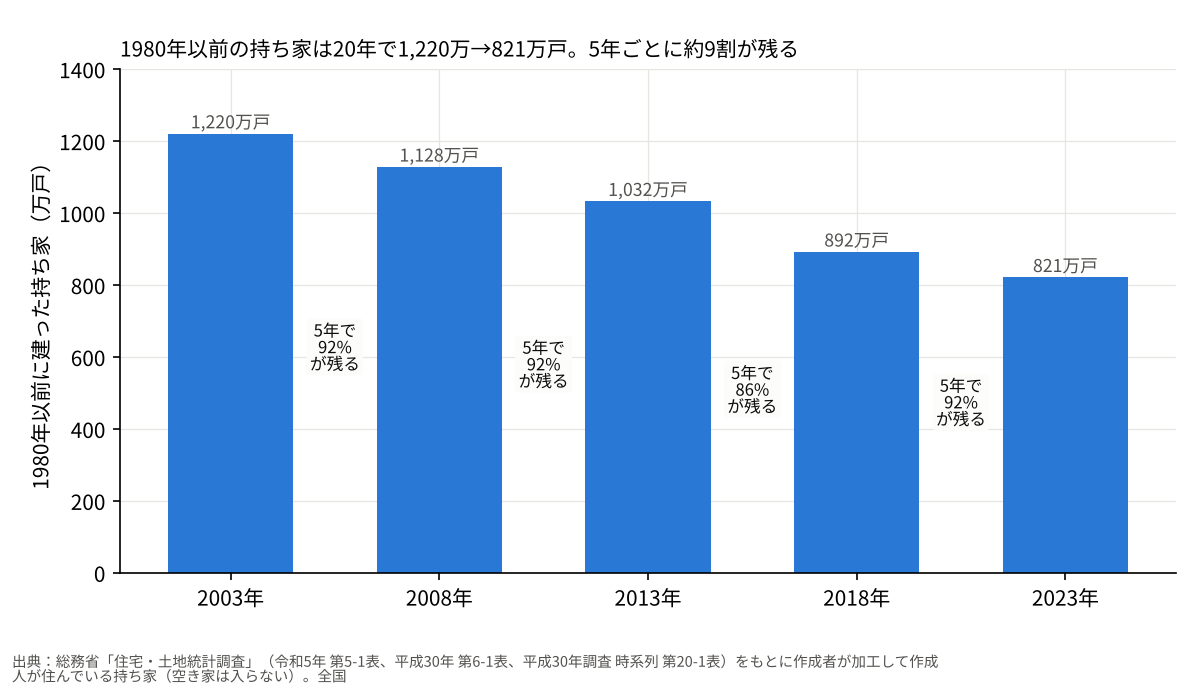 1980年以前の持ち家は20年で1,220万→821万戸。5年ごとに約9割が残る
1980年以前に建った持ち家（万戸）
1400
1200
1000
800
600
400
200
0
1,220万戸
1,128万戸
1,032万戸
892万戸
821万戸
5年で
92%
が残る
5年で
92%
が残る
5年で
86%
が残る
5年で
92%
が残る
2003年
2008年
2013年
2018年
2023年
出典：総務省「住宅・土地統計調査」（令和5年 第5-1表、平成30年 第6-1表、平成30年調査 時系列 第20-1表）をもとに作成者が加工して作成
人が住んでいる持ち家（空き家は入らない）。全国